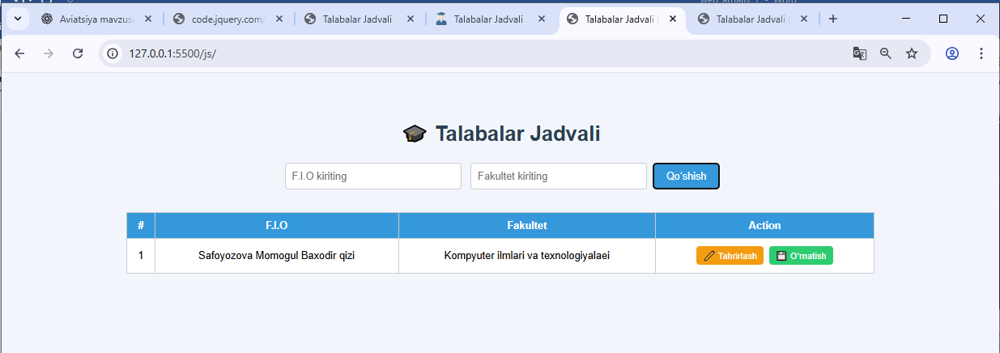 Aviatsiya mavzusi
code.jquery.com/
Talabalar Jadvali
Talabalar Jadvali
Talabalar Jadvali (
Talabalar Jadvali (
127.0.0.1:5500/js/
🎓 Talabalar Jadvali
F.I.O kiriting
Fakultet kiriting
Qo‘shish
# F.I.O Fakultet Action
1 Safoyozova Momogul Baxodir qizi Kompyuter ilmlari va texnologiyalaei Tahrirlash O‘rnatish